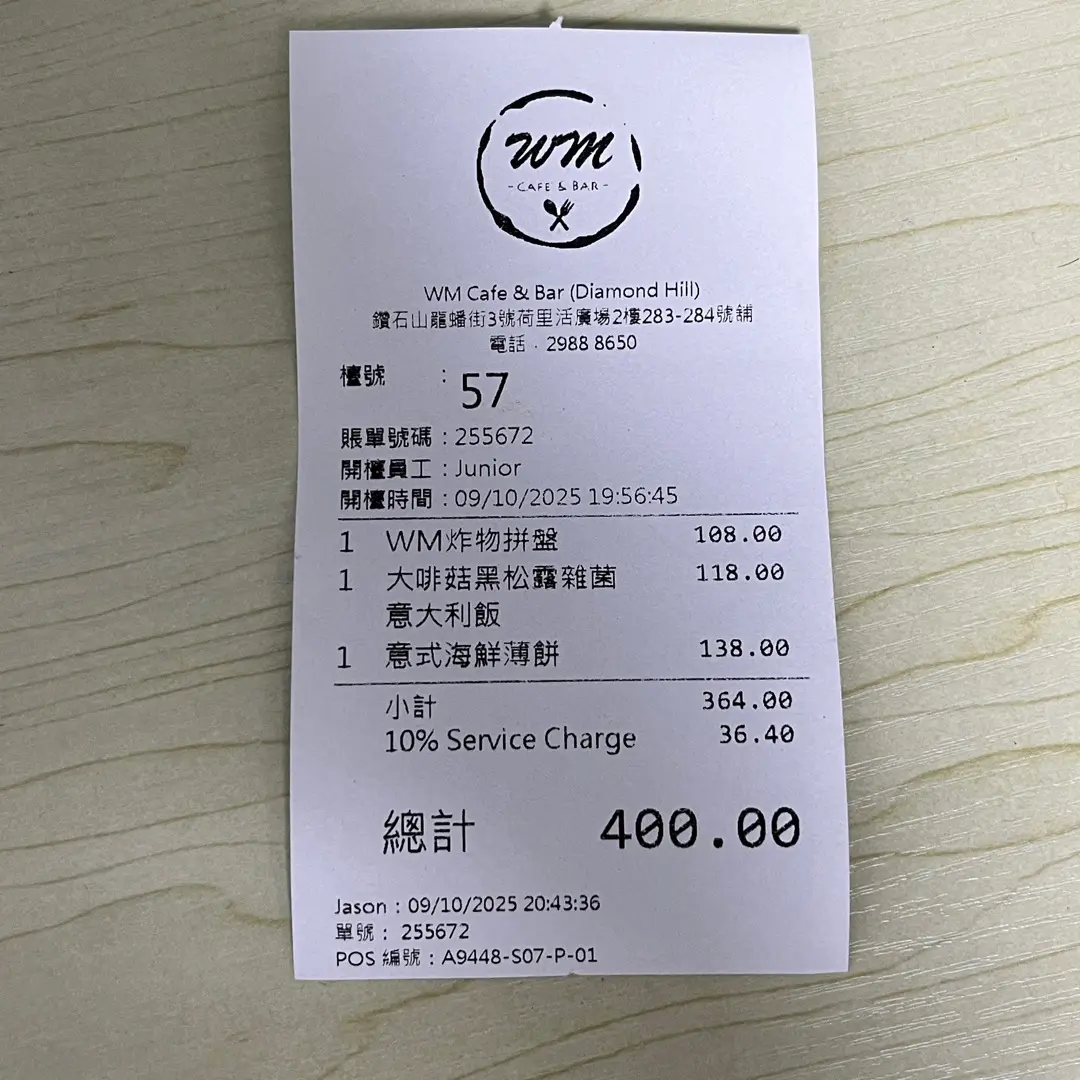 WM
- CAFE & BAR -
WM Cafe & Bar (Diamond Hill)
鑽石山龍蟠街3號荷里活廣場2樓283-284號舖
電話 : 2988 8650
檯號 : 57
賬單號碼 : 255672
開檯員工 : Junior
開檯時間 : 09/10/2025 19:56:45
1 WM炸物拼盤 108.00
1 大啡菇黑松露雜菌 118.00
意大利飯
1 意式海鮮薄餅 138.00
小計 364.00
10% Service Charge 36.40
總計 400.00
Jason : 09/10/2025 20:43:36
單號 : 255672
POS 編號 : A9448-S07-P-01